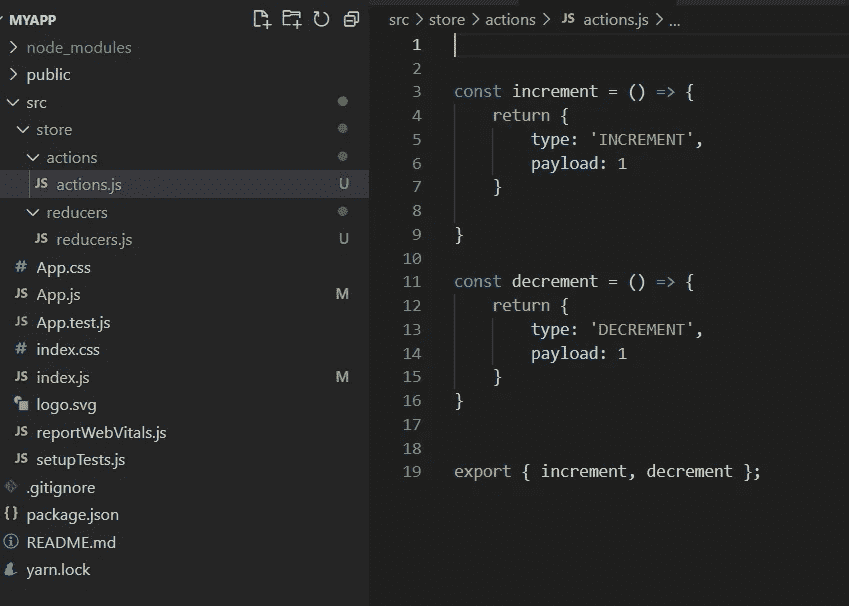 MYAPP
node_modules
public
src
store
actions
JS actions.js U
reducers
JS reducers.js U
# App.css
JS App.js M
JS App.test.js
# index.css
JS index.js M
logo.svg
JS reportWebVitals.js
JS setupTests.js
.gitignore
{} package.json
README.md
yarn.lock
src > store > actions > JS actions.js > ...
1
2
3 const increment = () => {
4 return {
5 type: 'INCREMENT',
6 payload: 1
7 }
8
9 }
10
11 const decrement = () => {
12 return {
13 type: 'DECREMENT',
14 payload: 1
15 }
16 }
17
18
19 export { increment, decrement };